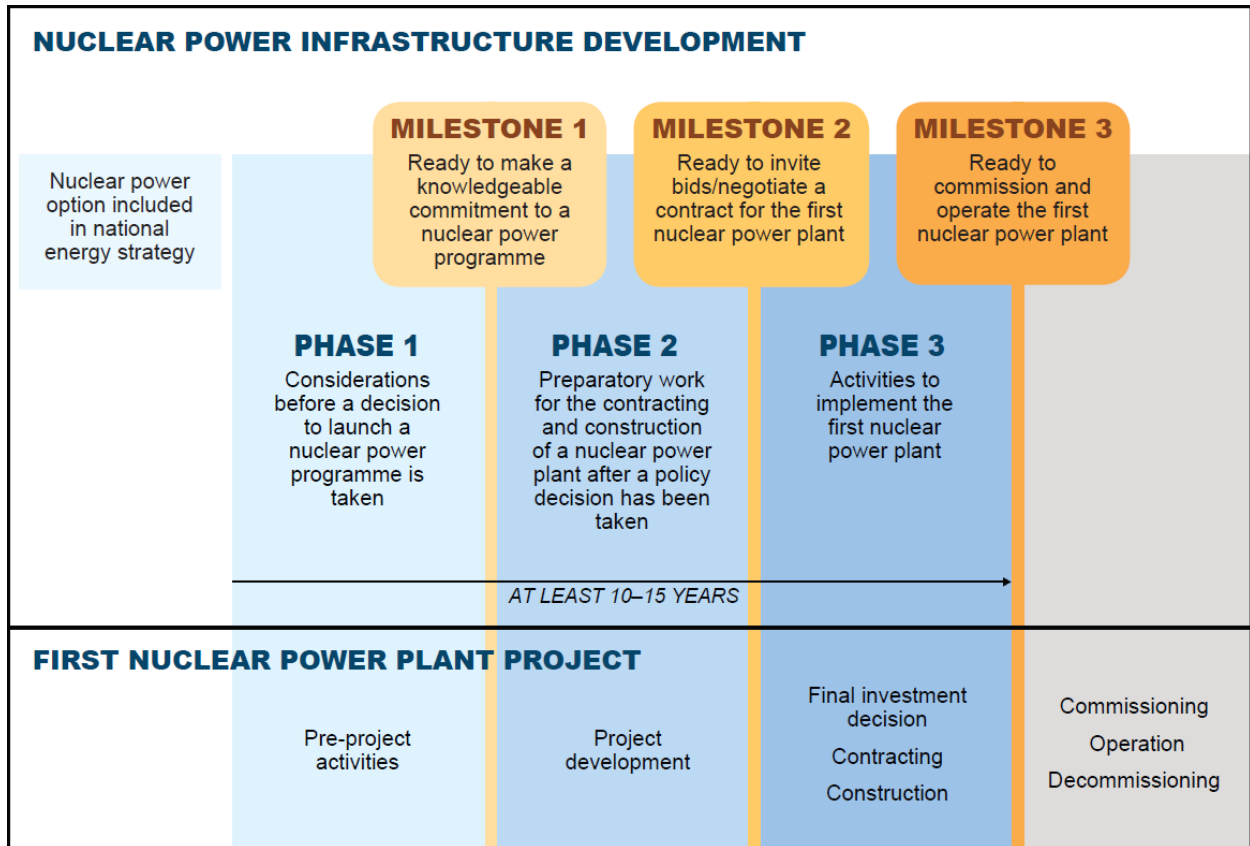 NUCLEAR POWER INFRASTRUCTURE DEVELOPMENT
Nuclear power
option included
in national
energy strategy
MILESTONE 1
Ready to make a
knowledgeable
commitment to a
nuclear power
programme
MILESTONE 2
Ready to invite
bids/negotiate a
contract for the first
nuclear power plant
MILESTONE 3
Ready to
commission and
operate the first
nuclear power plant
PHASE 1
Considerations
before a decision
to launch a
nuclear power
programme is
taken
PHASE 2
Preparatory work
for the contracting
and construction
of a nuclear power
plant after a policy
decision has been
taken
PHASE 3
Activities to
implement the
first nuclear
power plant
AT LEAST 10–15 YEARS
FIRST NUCLEAR POWER PLANT PROJECT
Pre-project
activities
Project
development
Final investment
decision
Contracting
Construction
Commissioning
Operation
Decommissioning